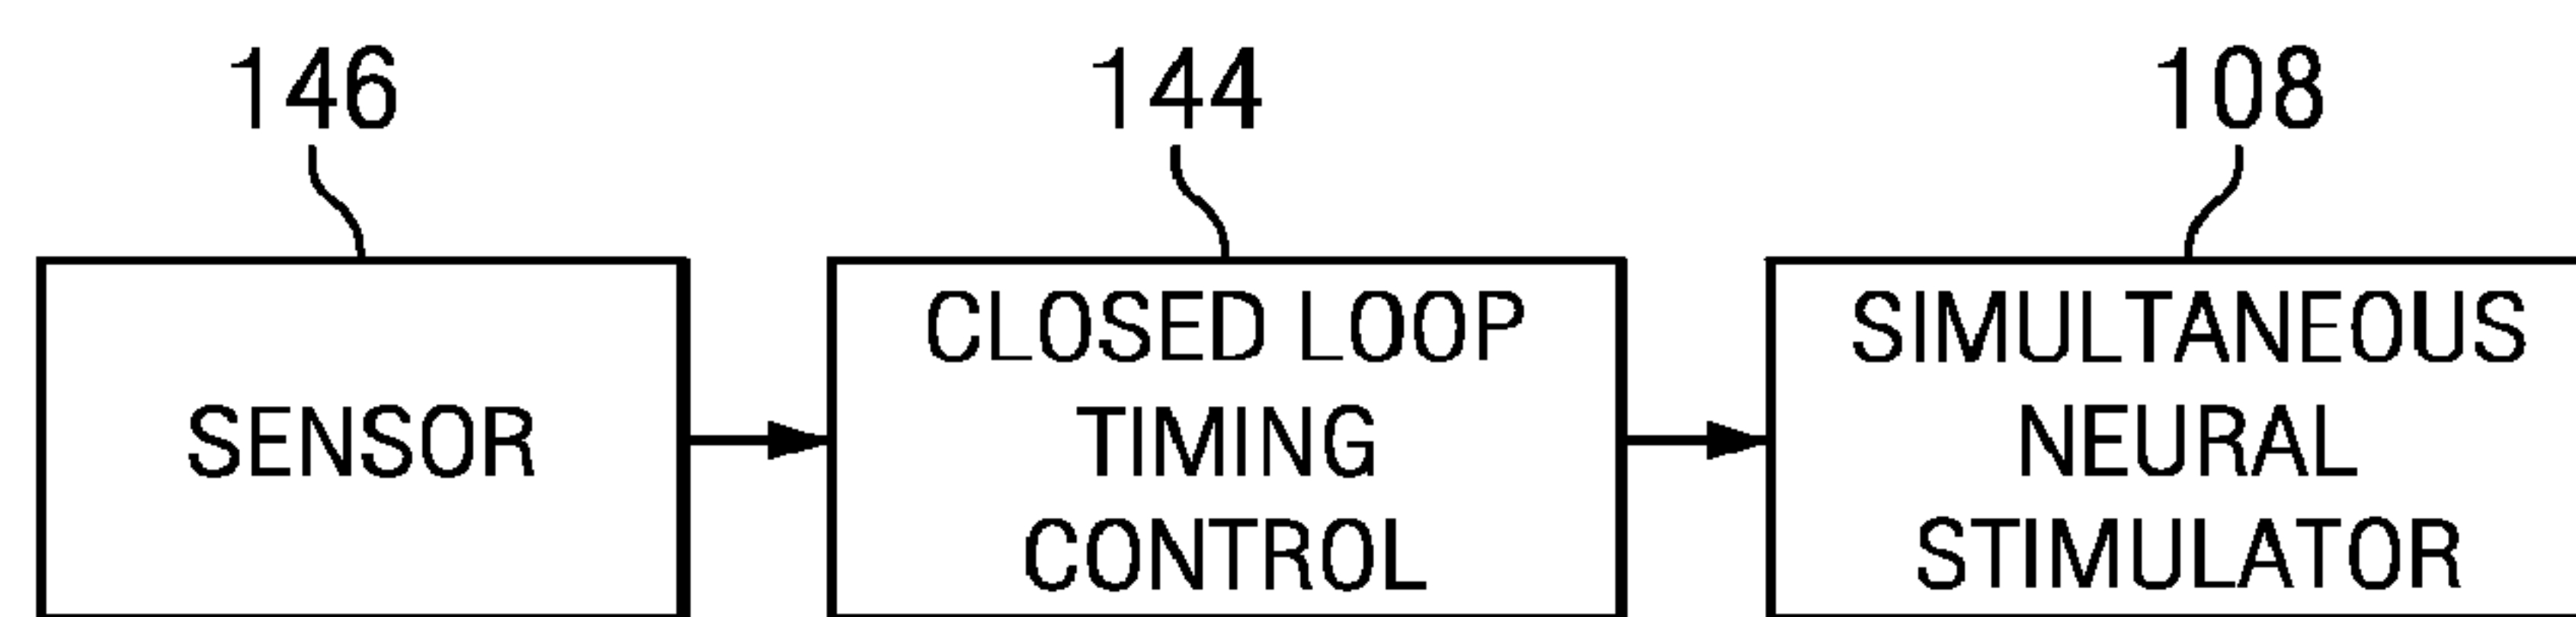 146
144
108
SENSOR
CLOSED LOOP
TIMING
CONTROL
SIMULTANEOUS
NEURAL
STIMULATOR